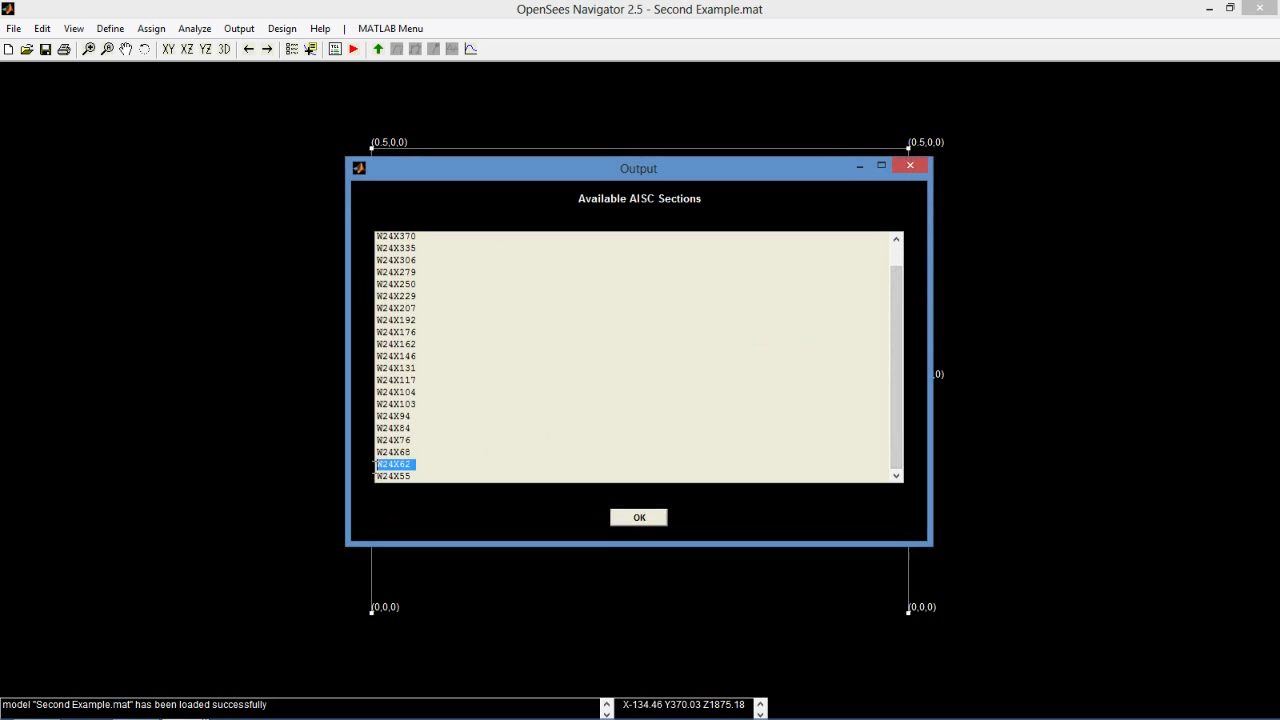 OpenSees Navigator 2.5 - Second Example.mat
File Edit View Define Assign Analyze Output Design Help MATLAB Menu
XY XZ YZ 3D
(0.5,0,0) (0.5,0,0)
Output
Available AISC Sections
W24X370
W24X335
W24X306
W24X279
W24X250
W24X229
W24X207
W24X192
W24X176
W24X162
W24X146
W24X131
W24X117
W24X104
W24X103
W24X94
W24X84
W24X76
W24X68
W24X62
W24X55
,0)
OK
(0,0,0) (0,0,0)
model "Second Example.mat" has been loaded successfully
X-134.46 Y370.03 Z1875.18